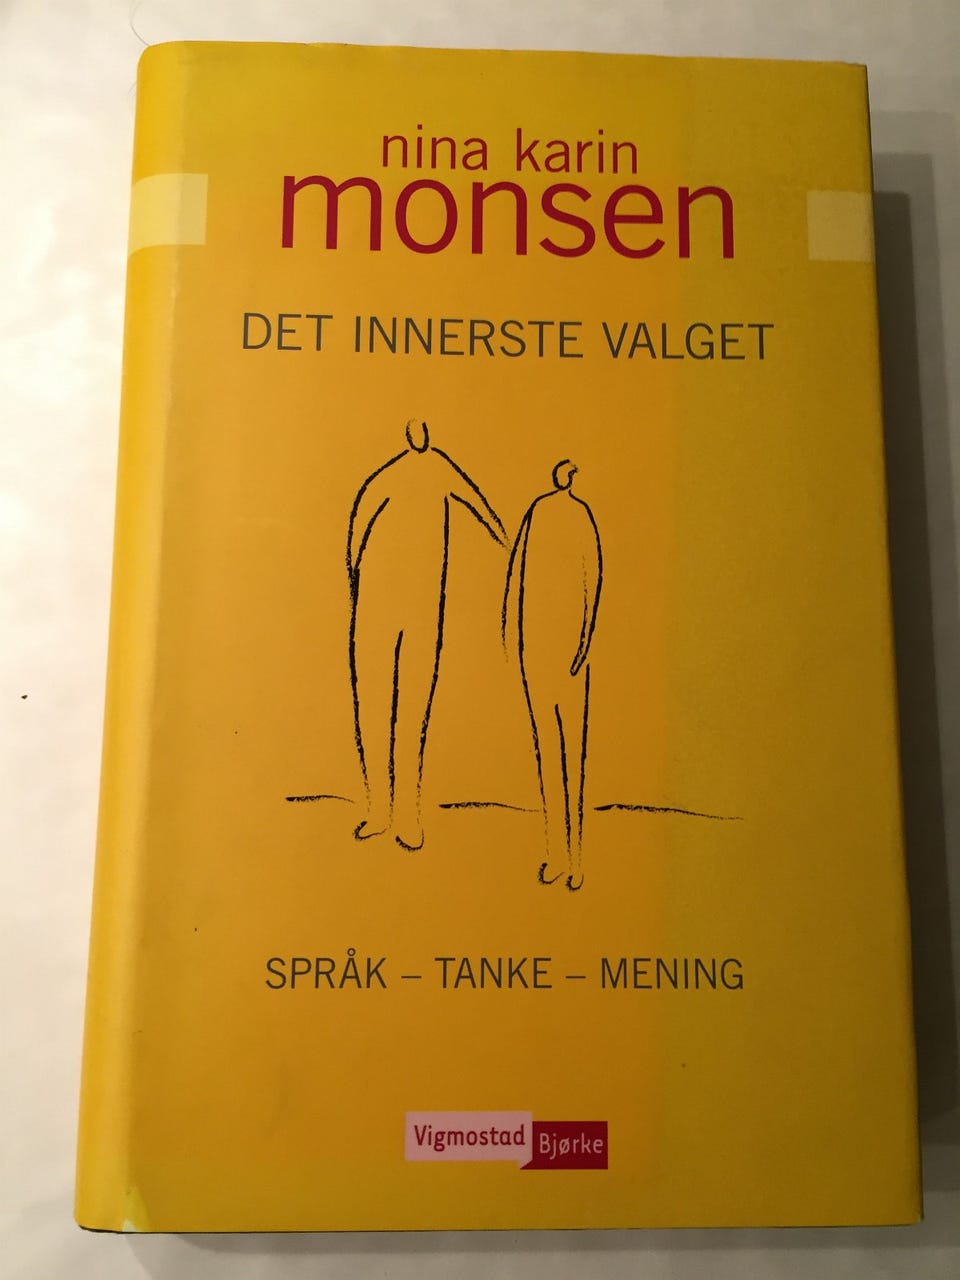 nina karin
monsen
DET INNERSTE VALGET
SPRÅK – TANKE – MENING
Vigmostad Bjørke